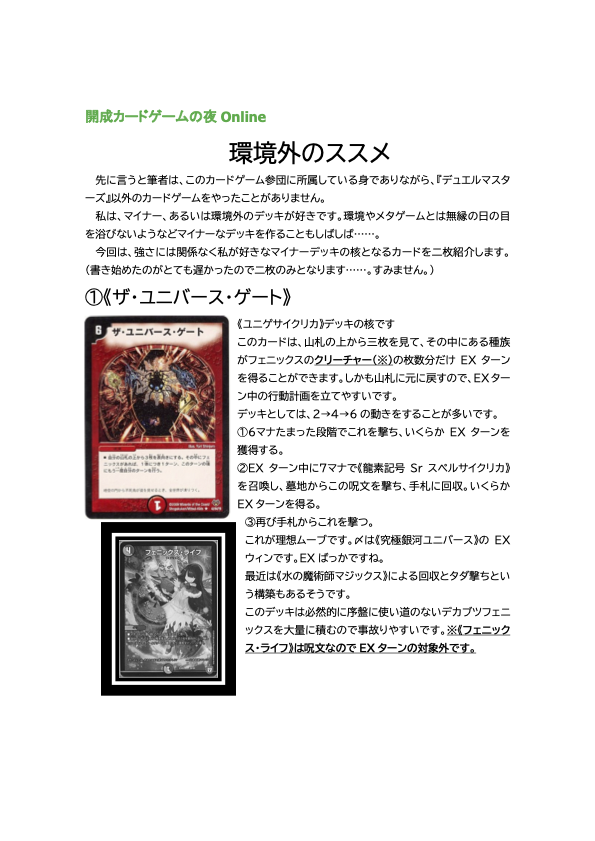 開成カードゲームの夜 Online
環境外のススメ
先に言うと筆者は、このカードゲーム参団に所属している身でありながら、『デュエルマスタ
ーズ』以外のカードゲームをやったことがありません。
私は、マイナー、あるいは環境外のデッキが好きです。環境やメタゲームとは無縁の日の目
を浴びないようなどマイナーなデッキを作ることもしばしば……。
今回は、強さには関係なく私が好きなマイナーデッキの核となるカードを二枚紹介します。
（書き始めたのがとても遅かったので二枚のみとなります……。すみません。）
①《ザ・ユニバース・ゲート》
6 ザ・ユニバース・ゲート
1
《ユニゲサイクリカ》デッキの核です
このカードは、山札の上から三枚を見て、その中にある種族
がフェニックスのクリーチャー（※）の枚数分だけ EX ターン
を得ることができます。しかも山札に元に戻すので、EXター
ン中の行動計画を立てやすいです。
デッキとしては、2→4→6 の動きをすることが多いです。
①６マナたまった段階でこれを撃ち、いくらか EX ターンを
獲得する。
②EX ターン中に7マナで《龍素記号 Sr スペルサイクリカ》
を召喚し、墓地からこの呪文を撃ち、手札に回収。いくらか
EXターンを得る。
③再び手札からこれを撃つ。
これが理想ムーブです。〆は《究極銀河ユニバース》の EX
ウィンです。EX ばっかですね。
最近は《水の魔術師マジックス》による回収とタダ撃ちとい
う構築もあるそうです。
このデッキは必然的に序盤に使い道のないデカブツフェニ
ックスを大量に積むので事故りやすいです。※《フェニック
ス・ライフ》は呪文なので EX ターンの対象外です。
4 フェニックス・ライフ